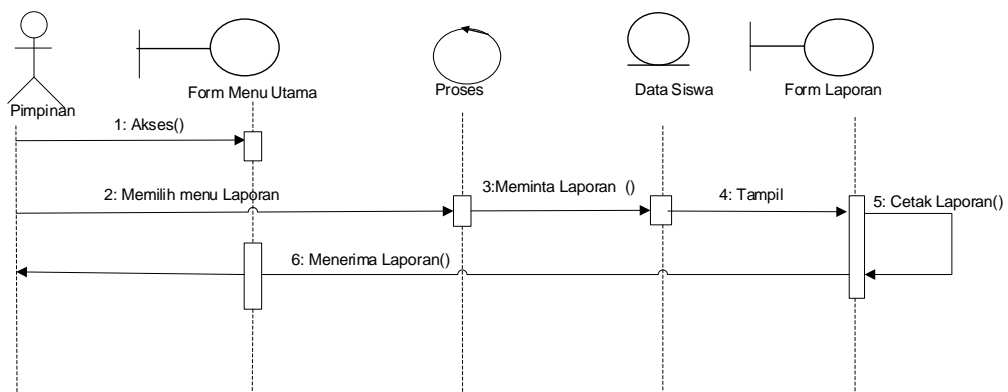 Pimpinan
Form Menu Utama
Proses
Data Siswa
Form Laporan
1: Akses()
2: Memilih menu Laporan
3:Meminta Laporan ()
4: Tampil
5: Cetak Laporan()
6: Menerima Laporan()